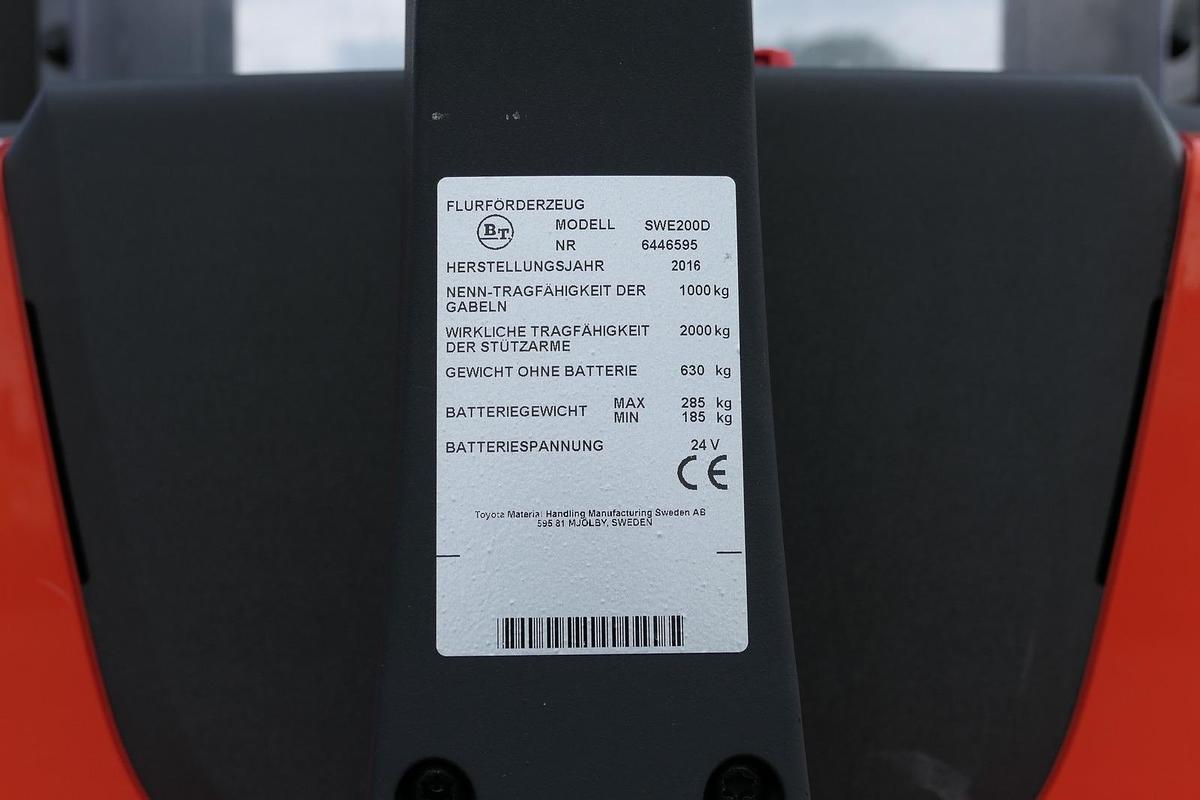 FLURFÖRDERZEUG
BT MODELL SWE200D
NR 6446595
HERSTELLUNGSJAHR 2016
NENN-TRAGFÄHIGKEIT DER 1000 kg
GABELN
WIRKLICHE TRAGFÄHIGKEIT 2000 kg
DER STÜTZARME
GEWICHT OHNE BATTERIE 630 kg
BATTERIEGEWICHT MAX 285 kg
MIN 185 kg
BATTERIESPANNUNG 24 V
CE
Toyota Material Handling Manufacturing Sweden AB
595 81 MJÖLBY, SWEDEN